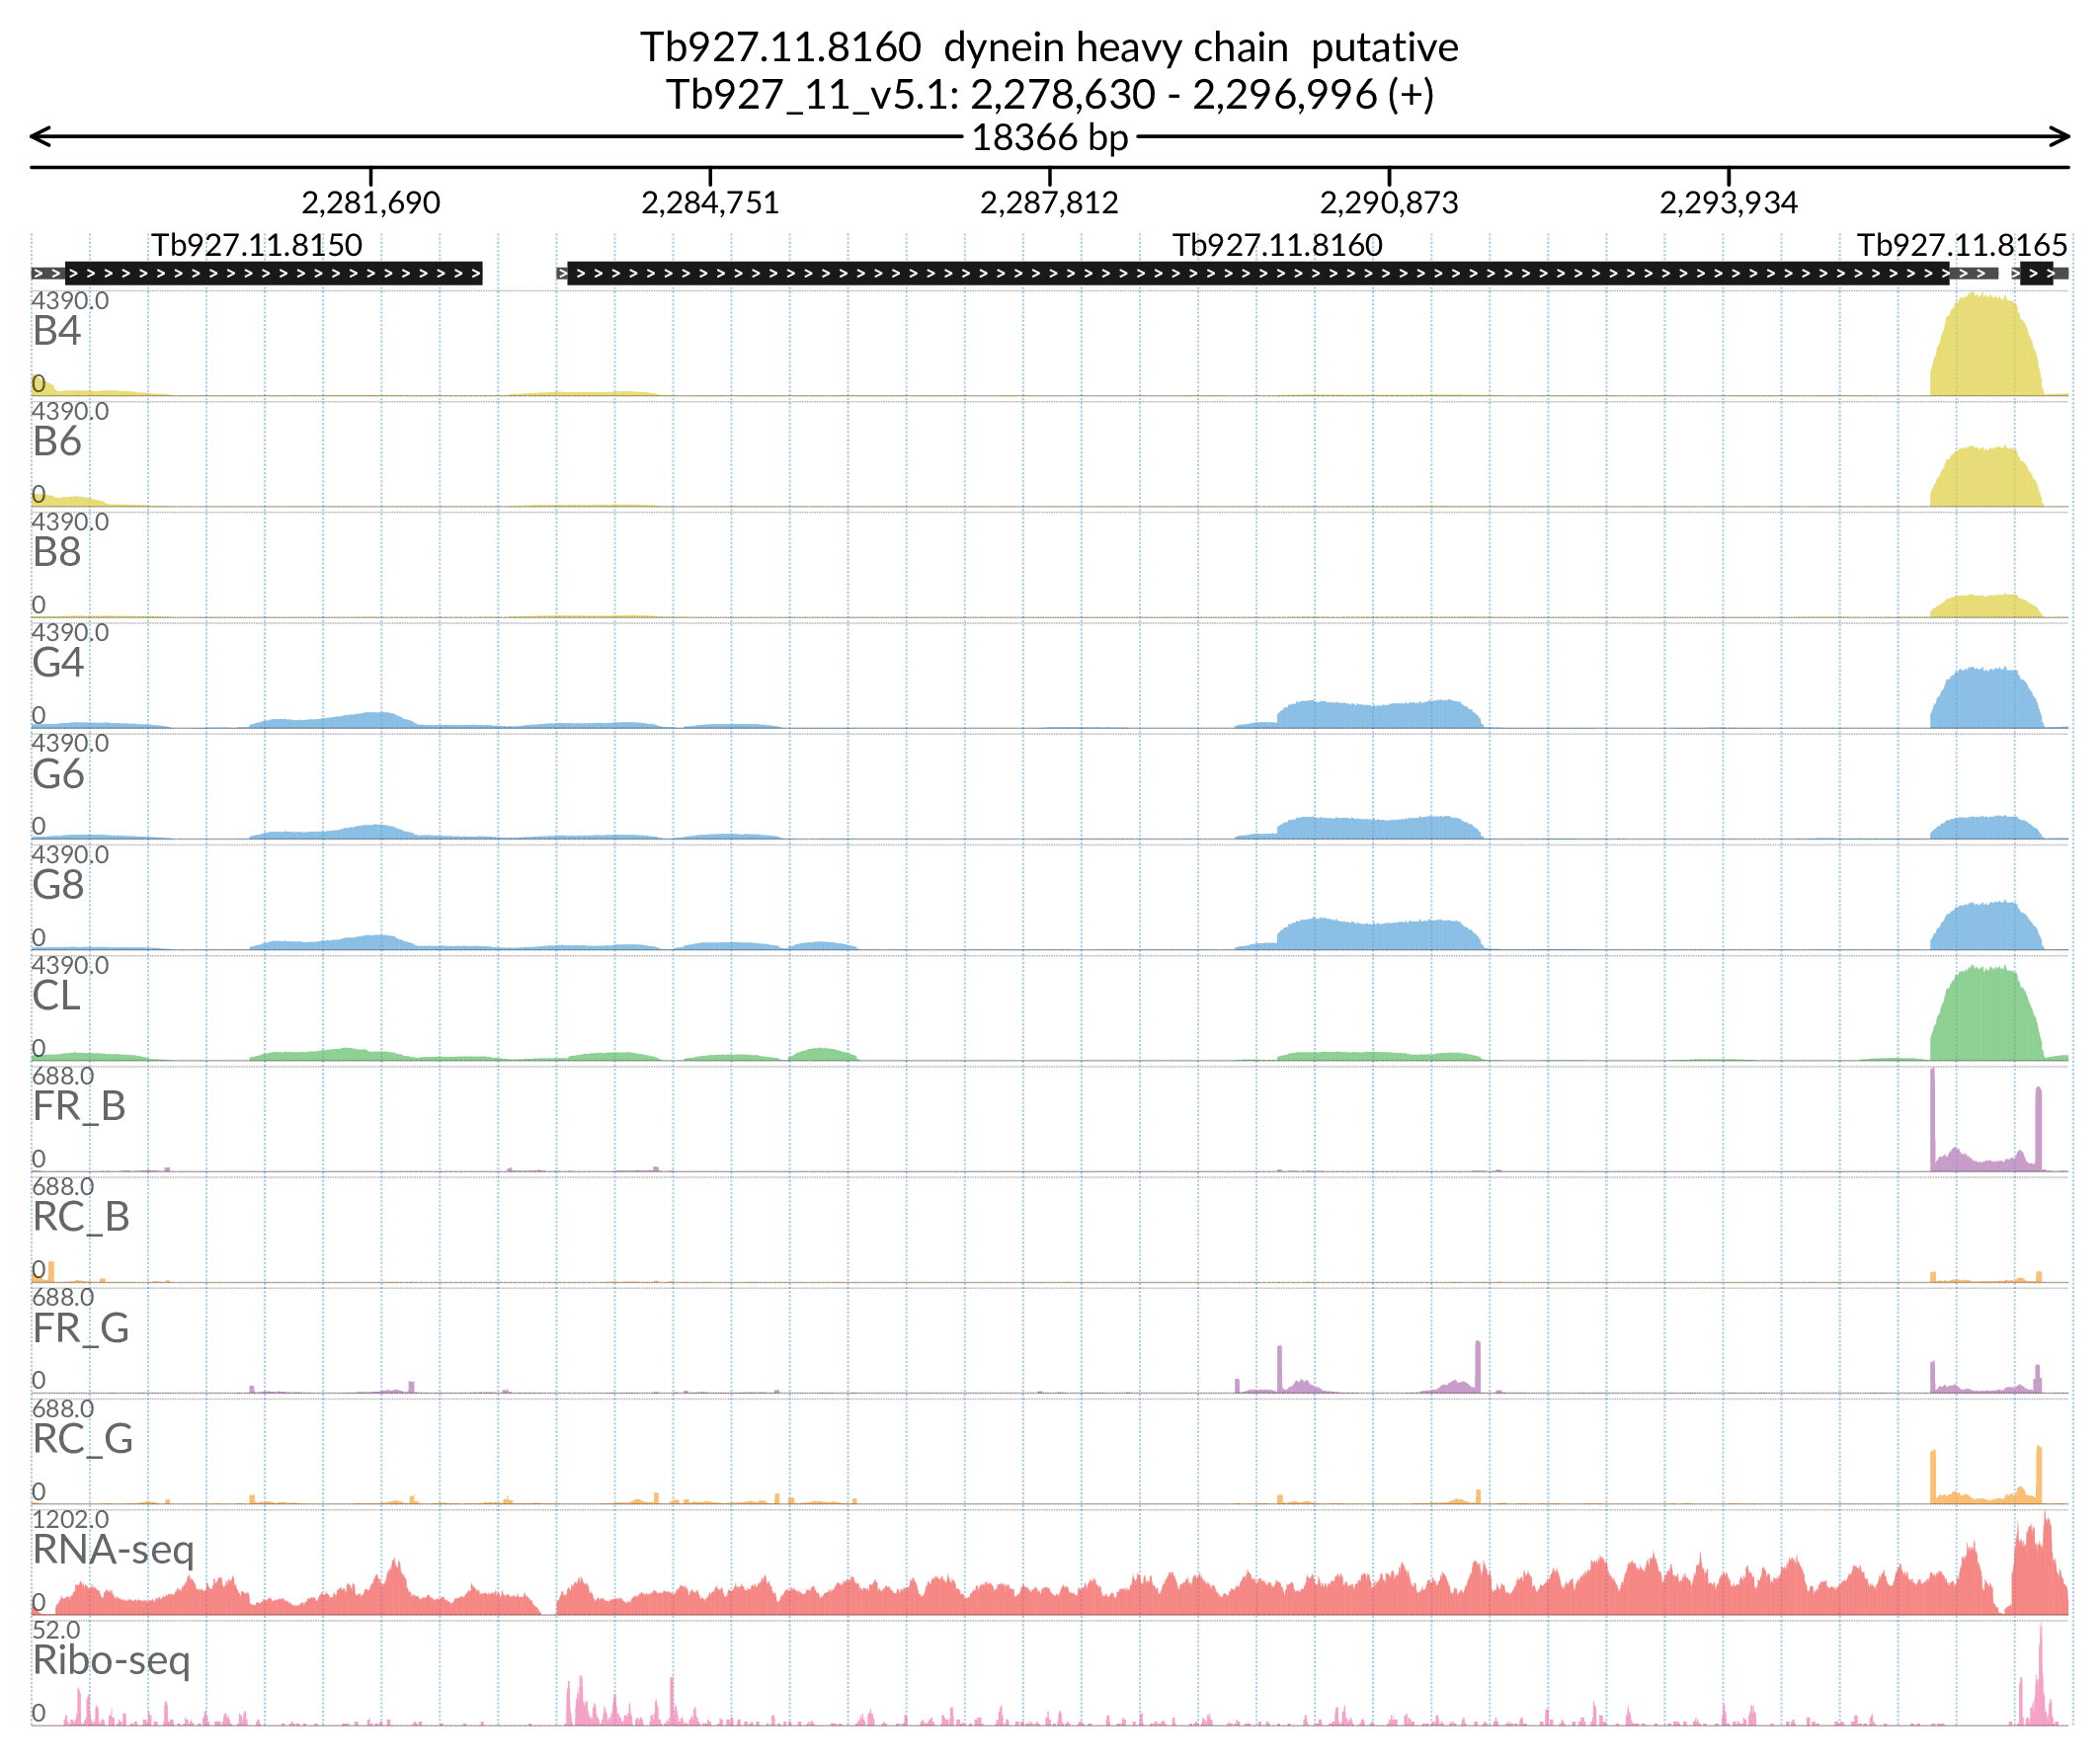 Tb927.11.8160 dynein heavy chain putative
Tb927_11_v5.1: 2,278,630 - 2,296,996 (+)
18366 bp
2,281,690 2,284,751 2,287,812 2,290,873 2,293,934
Tb927.11.8150 Tb927.11.8160 Tb927.11.8165
4390.0
B4
0
4390.0
B6
0
4390.0
B8
0
4390.0
G4
0
4390.0
G6
0
4390.0
G8
0
4390.0
CL
0
688.0
FR_B
0
688.0
RC_B
0
688.0
FR_G
0
688.0
RC_G
0
1202.0
RNA-seq
0
52.0
Ribo-seq
0